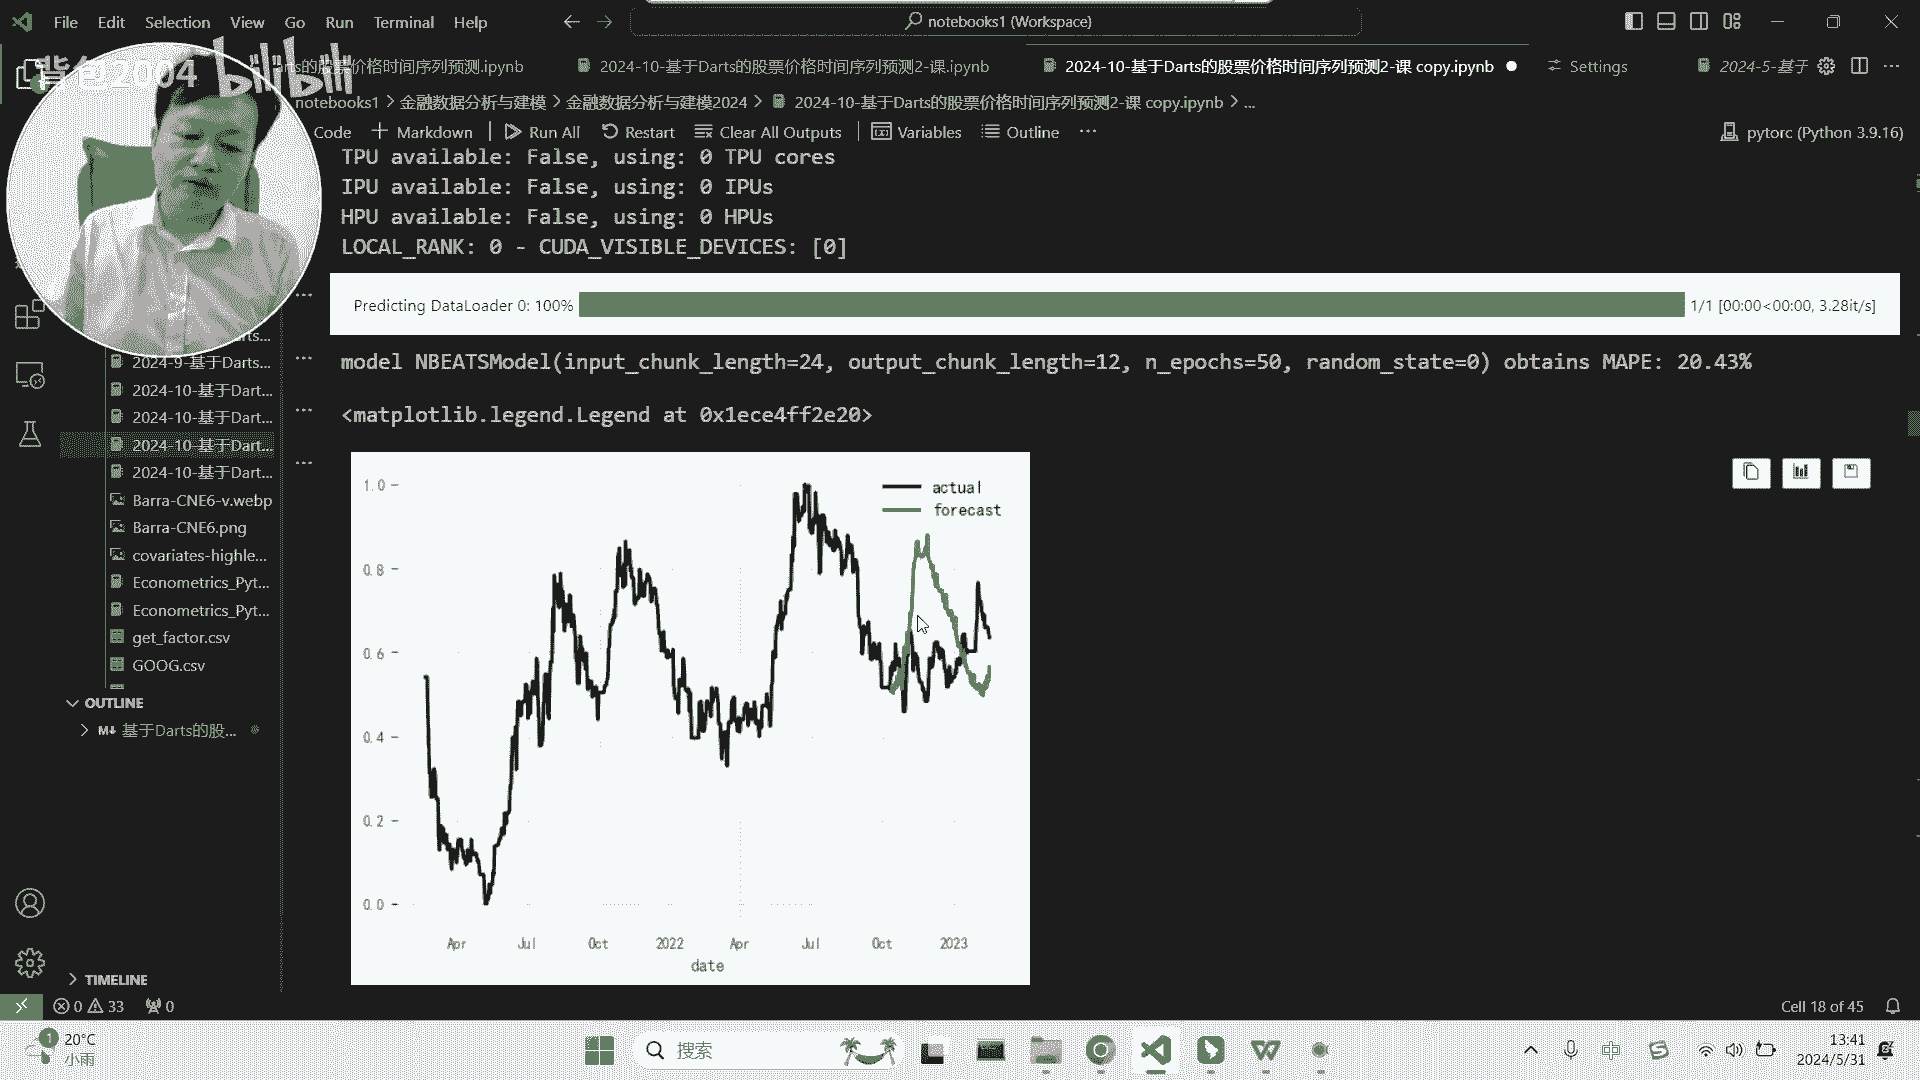 File Edit Selection View Go Run Terminal Help
notebooks1 (Workspace)
背包2004 bilibili
的股票价格时间序列预测.ipynb
2024-10-基于Darts的股票价格时间序列预测2-课.ipynb
2024-10-基于Darts的股票价格时间序列预测2-课 copy.ipynb
Settings
2024-5-基于
notebooks1 > 金融数据分析与建模 > 金融数据分析与建模2024 > 2024-10-基于Darts的股票价格时间序列预测2-课 copy.ipynb > ...
Code + Markdown Run All Restart Clear All Outputs Variables Outline ...
pytorc (Python 3.9.16)
TPU available: False, using: 0 TPU cores
IPU available: False, using: 0 IPUs
HPU available: False, using: 0 HPUs
LOCAL_RANK: 0 - CUDA_VISIBLE_DEVICES: [0]
Predicting DataLoader 0: 100% 1/1 [00:00<00:00, 3.28it/s]
model NBEATSModel(input_chunk_length=24, output_chunk_length=12, n_epochs=50, random_state=0) obtains MAPE: 20.43%
<matplotlib.legend.Legend at 0x1ece4ff2e20>
2024-9-基于Darts...
2024-10-基于Dart...
2024-10-基于Dart...
2024-10-基于Dart...
2024-10-基于Dart...
Barra-CNE6-v.webp
Barra-CNE6.png
covariates-highle...
Econometrics_Pyt...
Econometrics_Pyt...
get_factor.csv
GOOG.csv
OUTLINE
M↓ 基于Darts的股...
TIMELINE
actual
forecast
1.0
0.8
0.6
0.4
0.2
0.0
Apr Jul Oct 2022 Apr Jul Oct 2023
date
0 33 0
Cell 18 of 45
1
20°C
小雨
搜索
中
13:41
2024/5/31